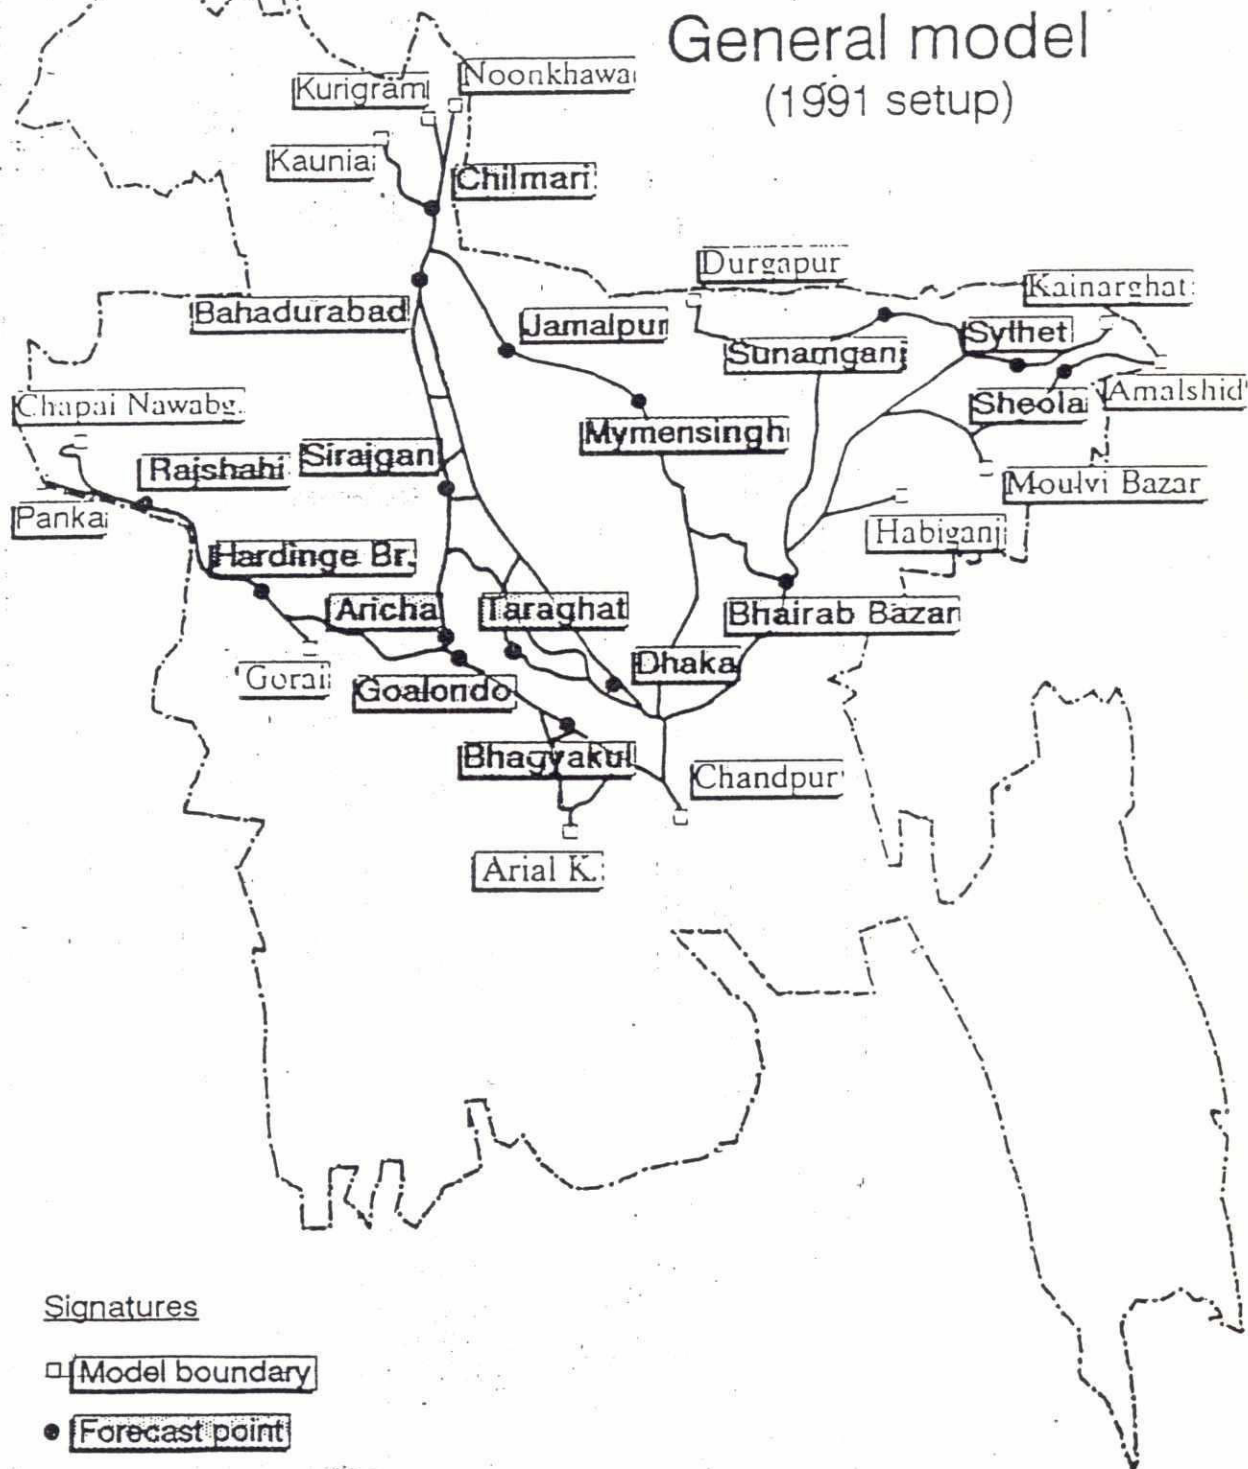 General model
(1991 setup)
Noonkhawa
Kurigram
Kaunia
Chilmari
Durgapur
Kainarghat
Bahadurabad
Jamalpur
Sylhet
Sunamganj
Chapai Nawabg.
Sheola
Amalshid
Mymensingh
Sirajgan
Rajshahi
Moulvi Bazar
Panka
Habiganj
Hardinge Br.
Aricha
Taraghat
Bhairab Bazar
Gorai
Goalondo
Dhaka
Bhagyakul
Chandpur
Arial K.
Signatures
Model boundary
Forecast point